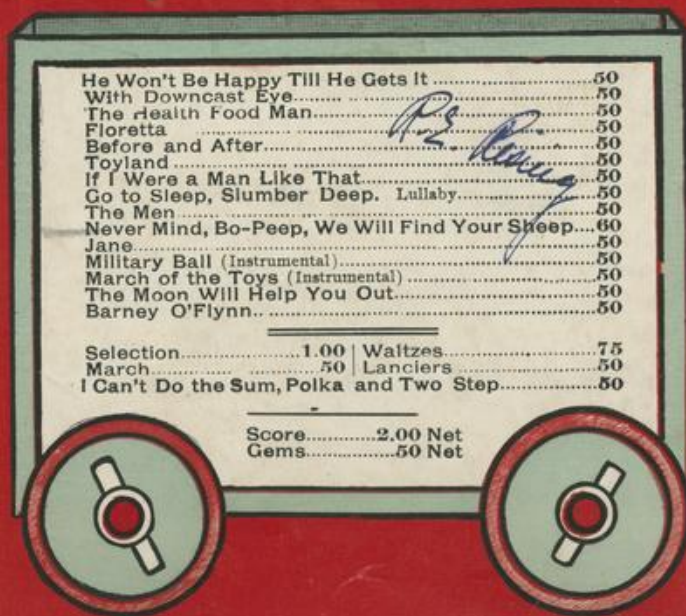 He Won't Be Happy Till He Gets It..................50
With Downcast Eye..................50
The Health Food Man..................50
Floretta..................50
Before and After..................50
Toyland..................50
If I Were a Man Like That..................50
Go to Sleep, Slumber Deep. Lullaby..................50
The Men..................50
Never Mind, Bo-Peep, We Will Find Your Sheep....60
Jane..................50
Military Ball (Instrumental)..................50
March of the Toys (Instrumental)..................50
The Moon Will Help You Out..................50
Barney O'Flynn..................50
Selection..................1.00 | Waltzes..................75
March..................50 | Lanciers..................50
I Can't Do the Sum, Polka and Two Step..................50
Score..................2.00 Net
Gems..................50 Net